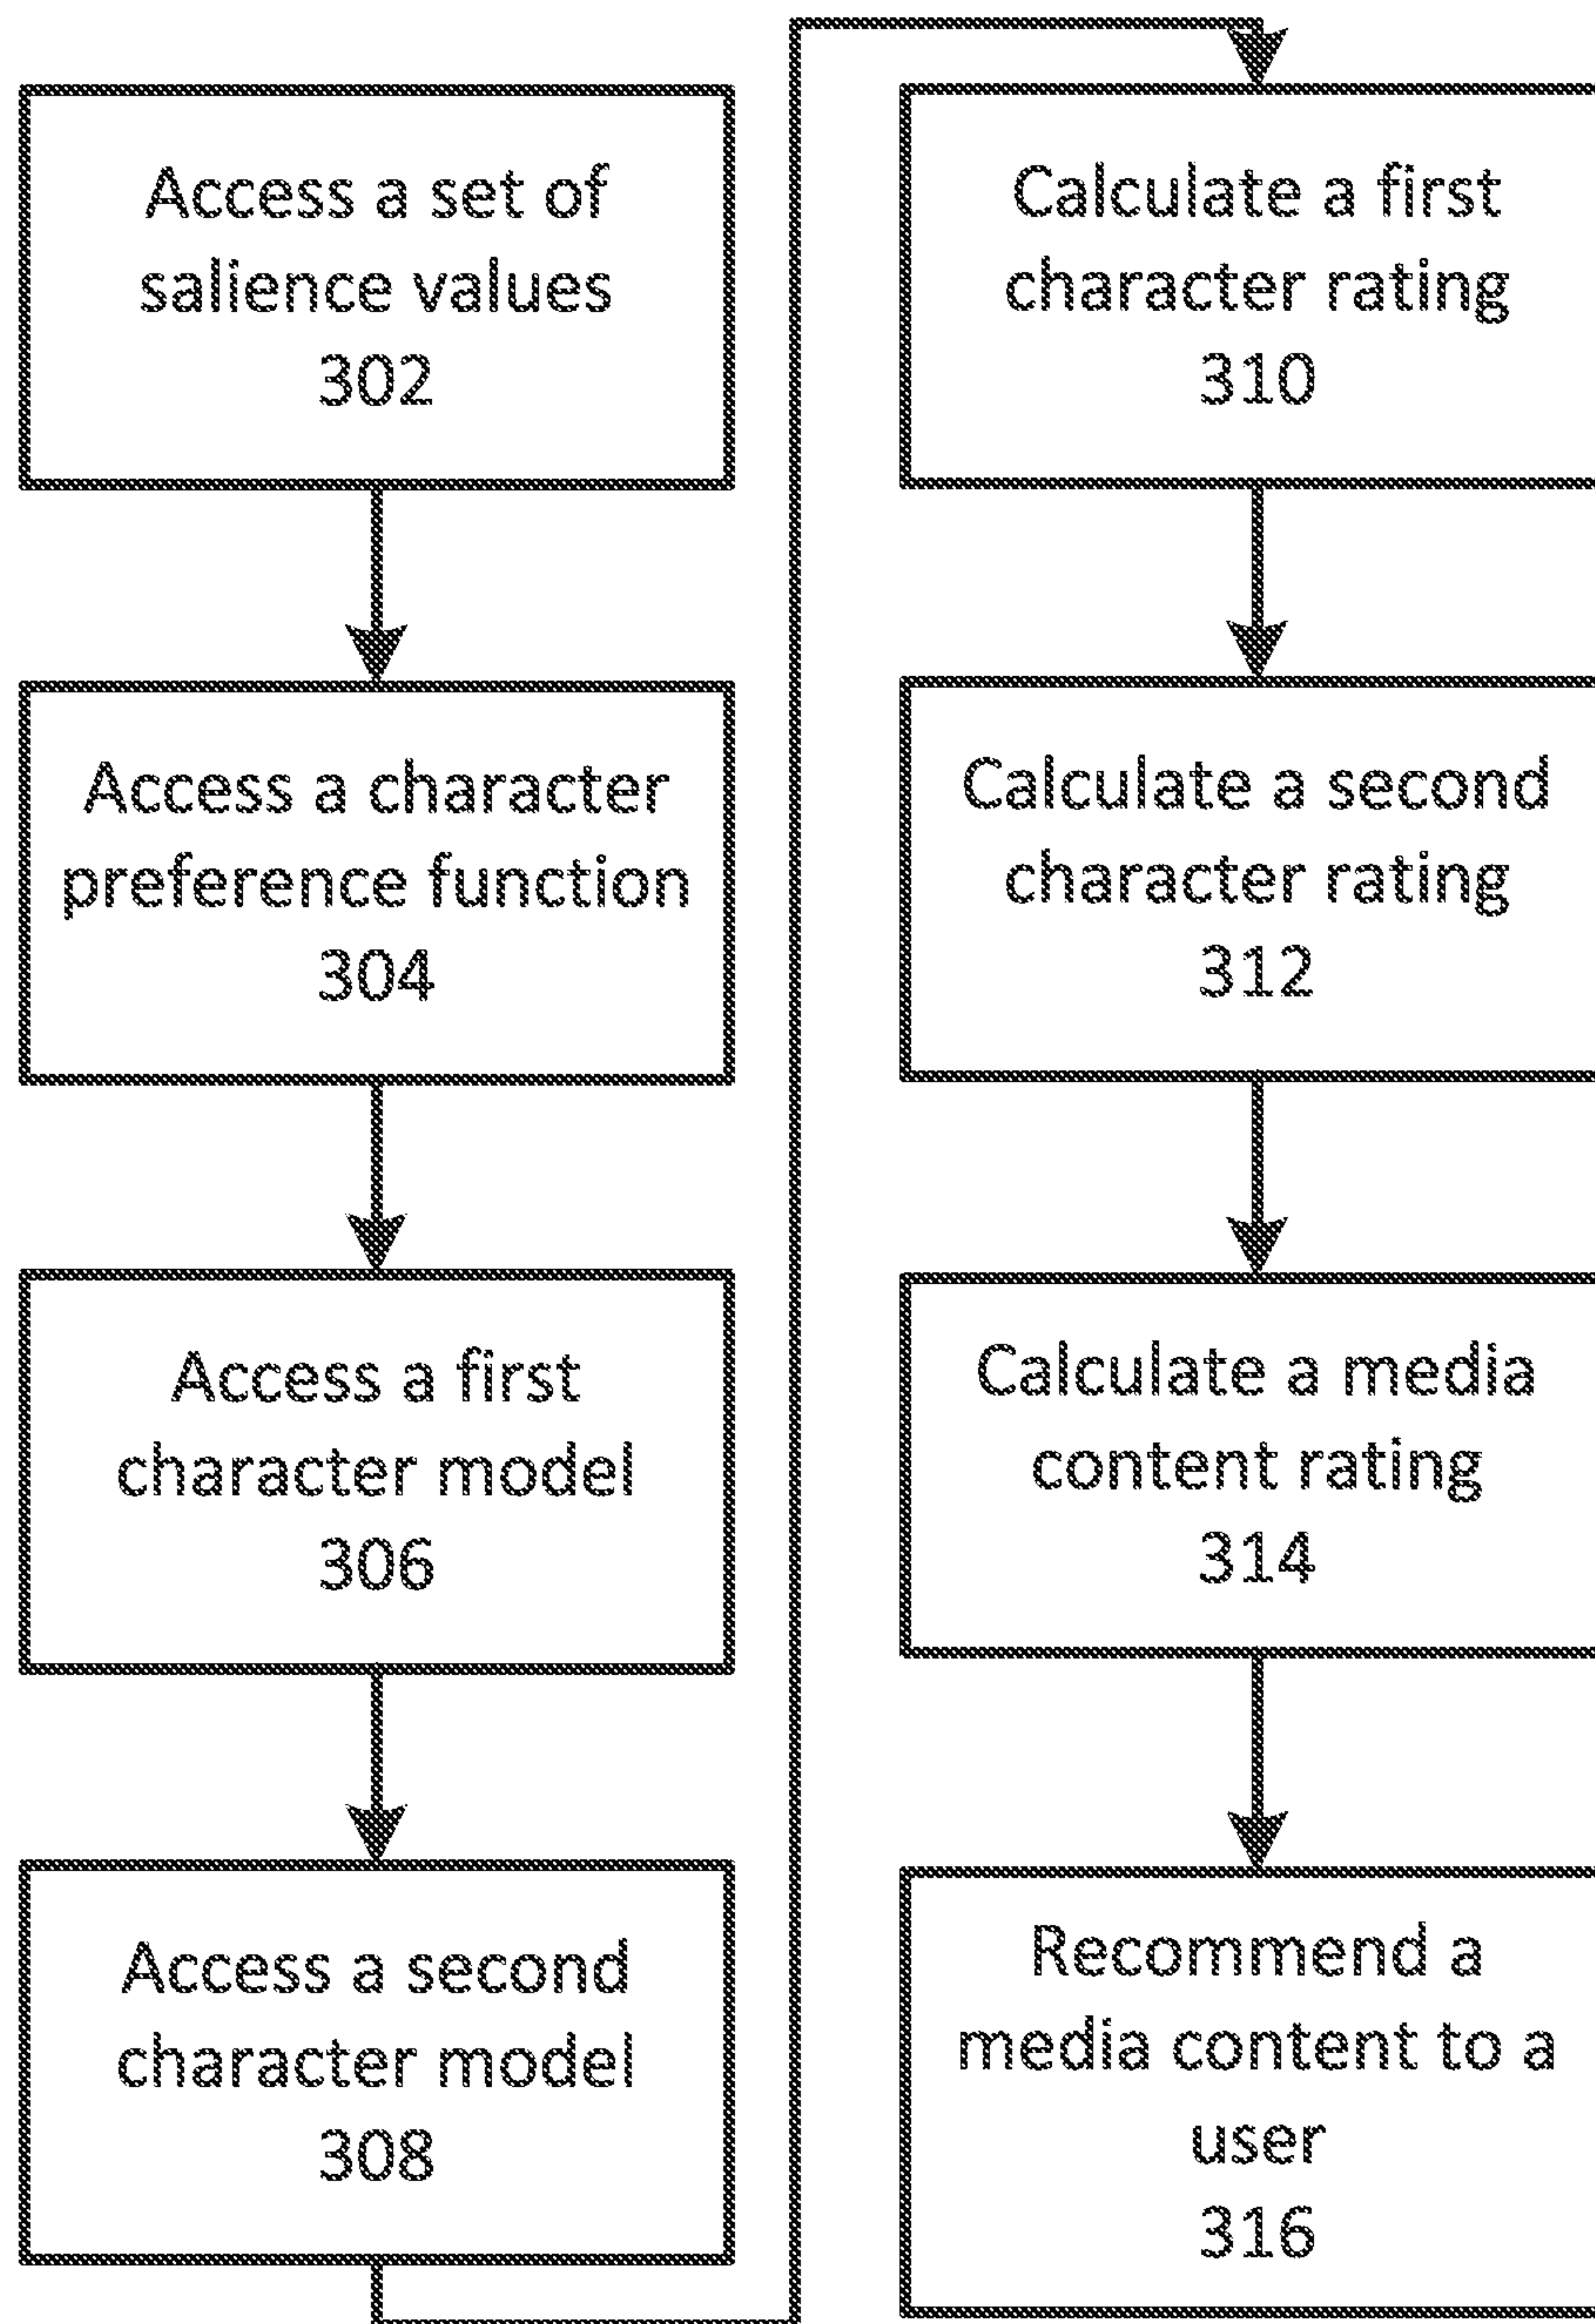 Access a set of
salience values
302
Access a character
preference function
304
Access a first
character model
306
Access a second
character model
308
Calculate a first
character rating
310
Calculate a second
character rating
312
Calculate a media
content rating
314
Recommend a
media content to a
user
316